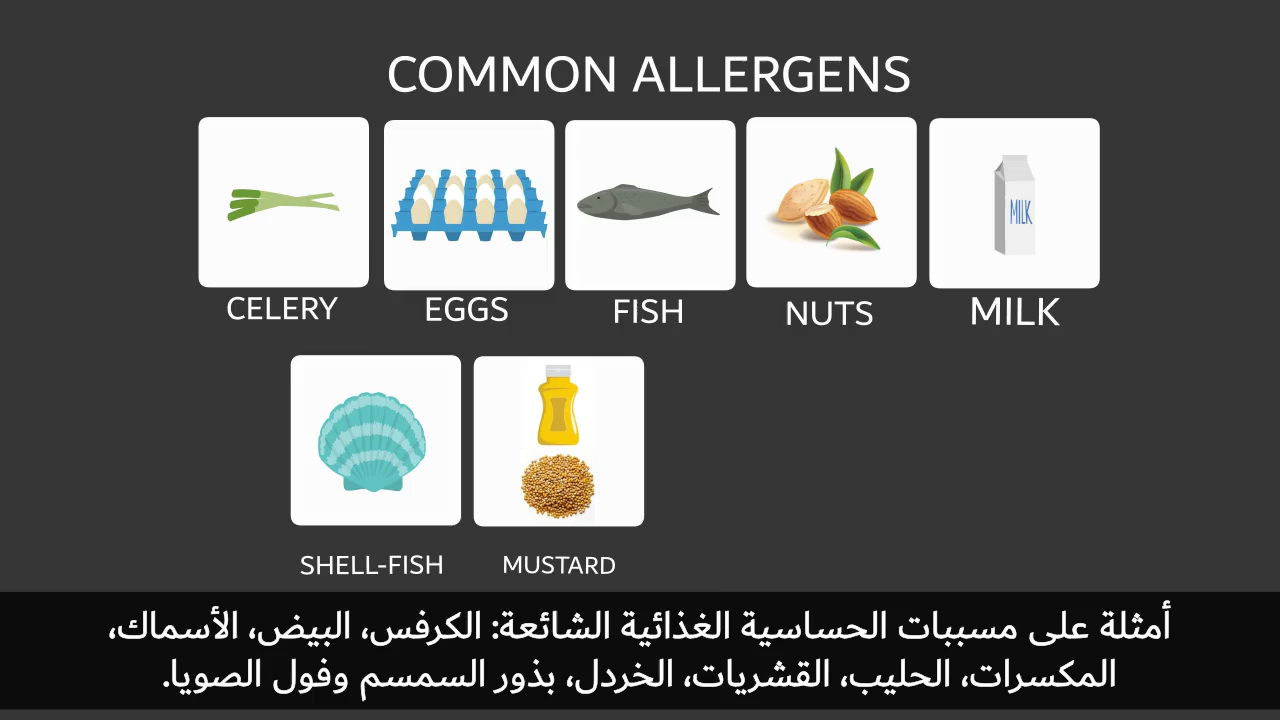 COMMON ALLERGENS
CELERY EGGS FISH NUTS MILK
MILK
SHELL-FISH MUSTARD
أمثلة على مسببات الحساسية الغذائية الشائعة: الكرفس، البيض، الأسماك،
المكسرات، الحليب، القشريات، الخردل، بذور السمسم وفول الصويا.